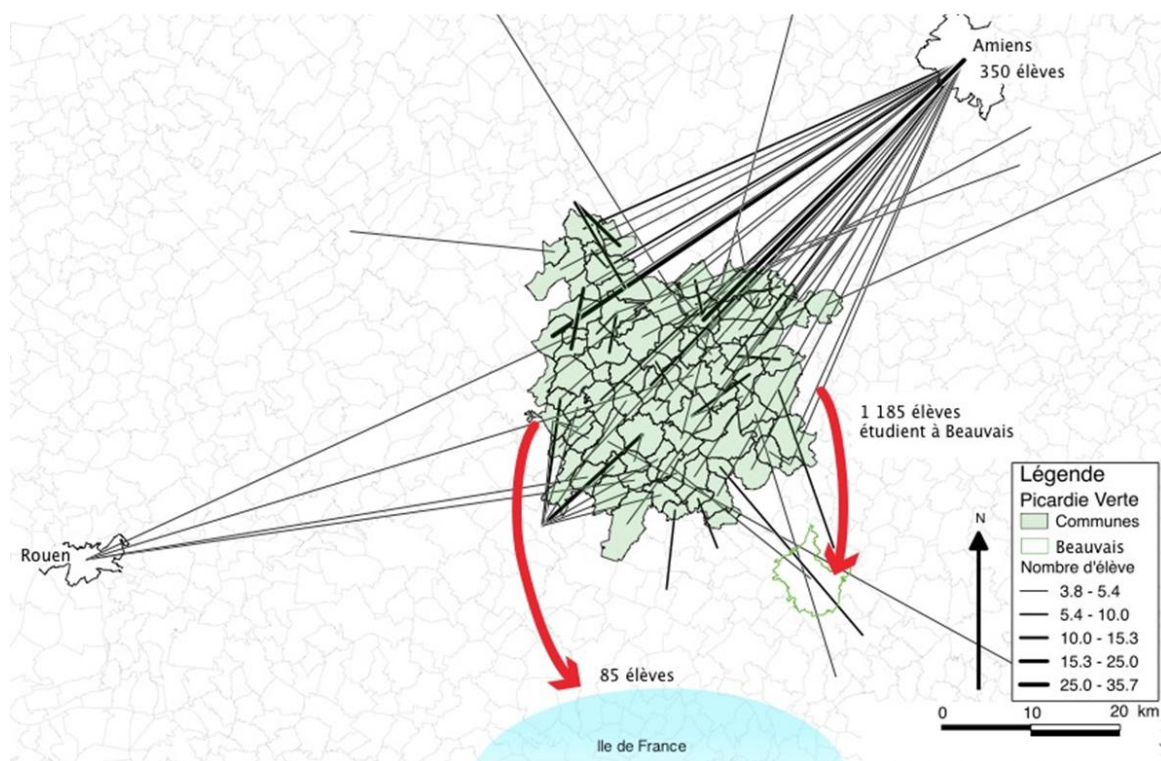 Amiens
350 élèves
1 185 élèves
étudient à Beauvais
Rouen
85 élèves
Ile de France
N
Légende
Picardie Verte
Communes
Beauvais
Nombre d'élève
3.8 - 5.4
5.4 - 10.0
10.0 - 15.3
15.3 - 25.0
25.0 - 35.7
0 10 20 km